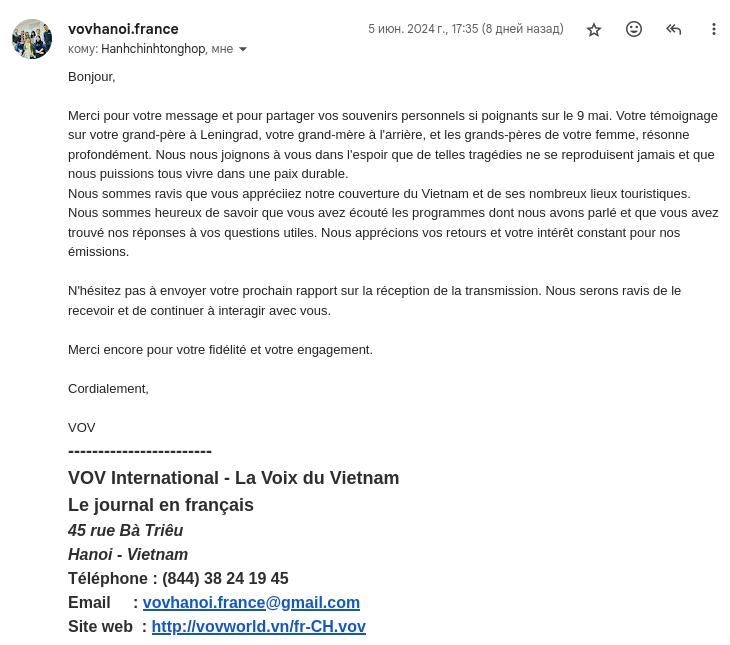 vovhanoi.france
5 июн. 2024 г., 17:35 (8 дней назад)
кому: Hanhchinhtonghop, мне
Bonjour,
Merci pour votre message et pour partager vos souvenirs personnels si poignants sur le 9 mai. Votre témoignage
sur votre grand-père à Leningrad, votre grand-mère à l'arrière, et les grands-pères de votre femme, résonne
profondément. Nous nous joignons à vous dans l'espoir que de telles tragédies ne se reproduisent jamais et que
nous puissions tous vivre dans une paix durable.
Nous sommes ravis que vous appréciiez notre couverture du Vietnam et de ses nombreux lieux touristiques.
Nous sommes heureux de savoir que vous avez écouté les programmes dont nous avons parlé et que vous avez
trouvé nos réponses à vos questions utiles. Nous apprécions vos retours et votre intérêt constant pour nos
émissions.
N'hésitez pas à envoyer votre prochain rapport sur la réception de la transmission. Nous serons ravis de le
recevoir et de continuer à interagir avec vous.
Merci encore pour votre fidélité et votre engagement.
Cordialement,
VOV
------------------------
VOV International - La Voix du Vietnam
Le journal en français
45 rue Bà Triêu
Hanoi - Vietnam
Téléphone : (844) 38 24 19 45
Email : vovhanoi.france@gmail.com
Site web : http://vovworld.vn/fr-CH.vov